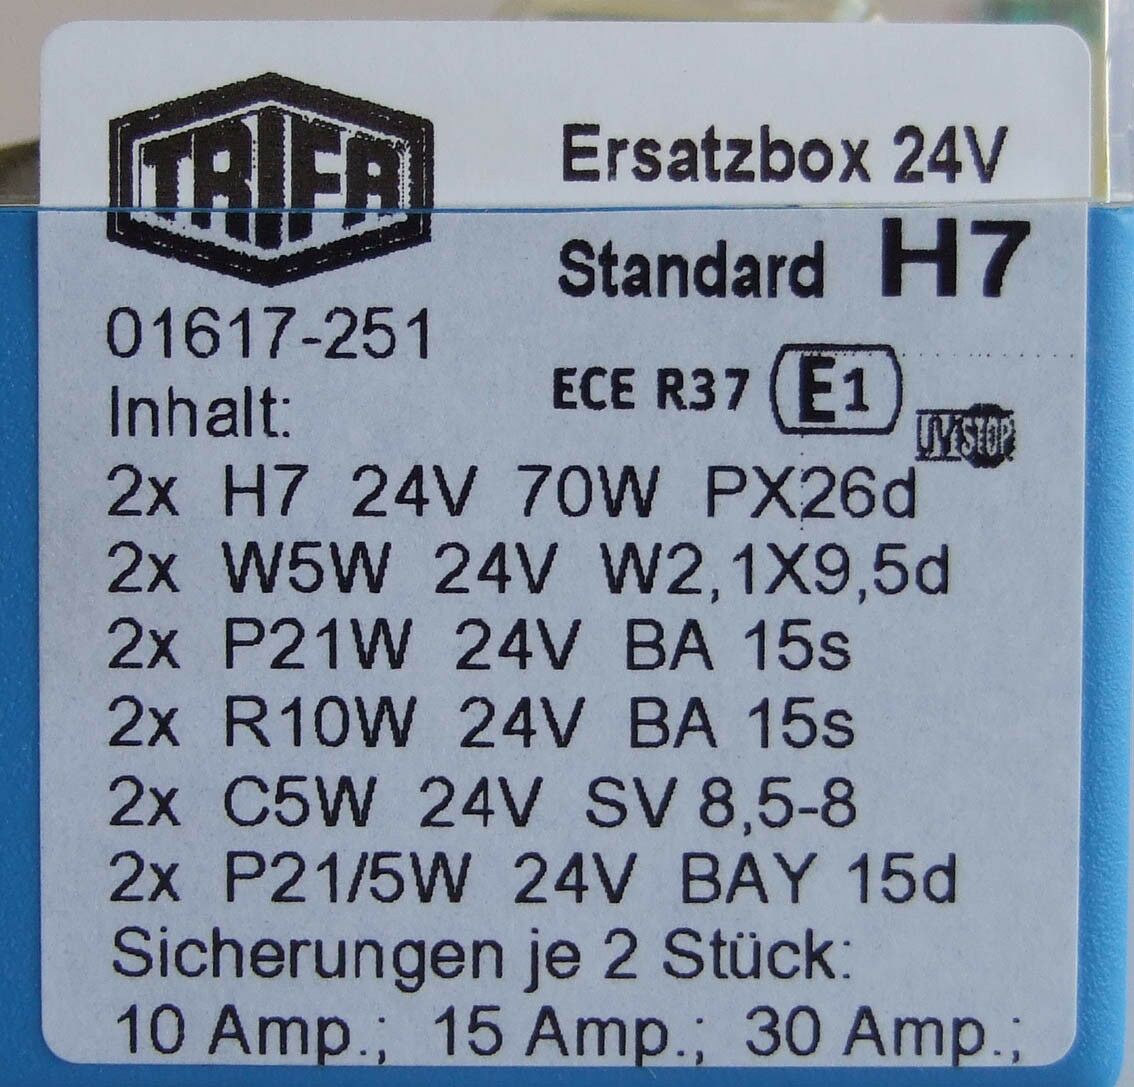 TRIFA
Ersatzbox 24V
Standard H7
01617-251
ECE R37 E1
Inhalt:
UV-STOP
2x H7 24V 70W PX26d
2x W5W 24V W2,1X9,5d
2x P21W 24V BA 15s
2x R10W 24V BA 15s
2x C5W 24V SV 8,5-8
2x P21/5W 24V BAY 15d
Sicherungen je 2 Stück:
10 Amp.; 15 Amp.; 30 Amp.;